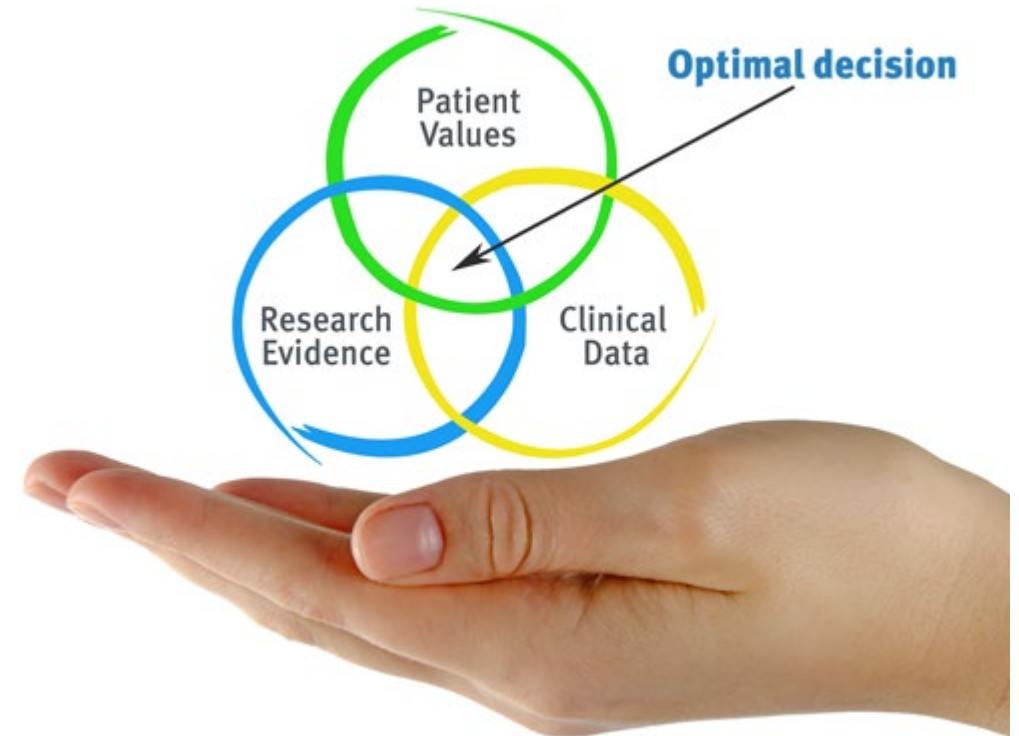 Optimal decision
Patient
Values
Research
Evidence
Clinical
Data